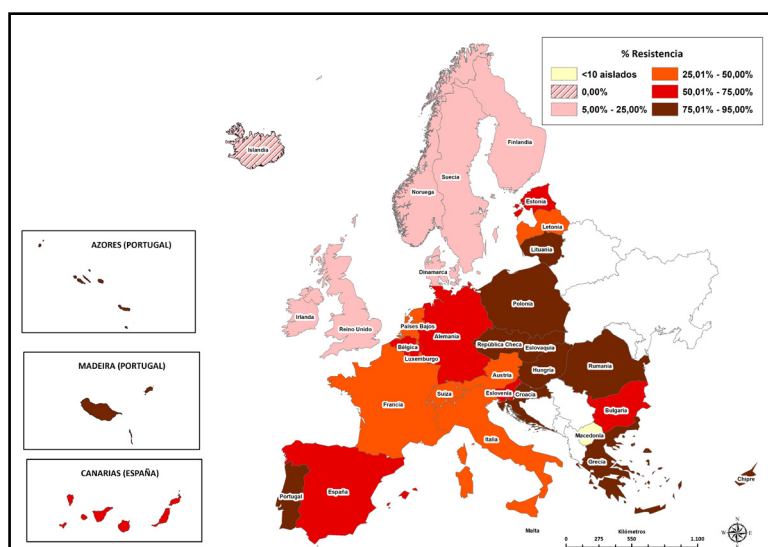 % Resistencia
<10 aislados
25,01% - 50,00%
0,00%
50,01% - 75,00%
5,00% - 25,00%
75,01% - 95,00%
Islandia
Finlandia
Suecia
Noruega
Estonia
Letonia
Lituania
Dinamarca
AZORES (PORTUGAL)
Irlanda
Reino Unido
Países Bajos
Polonia
Alemania
Bélgica
República Checa
Eslovaquia
Luxemburgo
MADEIRA (PORTUGAL)
Hungría
Rumania
Austria
Suiza
Eslovenia
Croacia
Francia
Bulgaria
Italia
Macedonia
Grecia
CANARIAS (ESPAÑA)
Portugal
España
Chipre
Malta
Kilómetros
0 275 550 1.100
N
W E
S